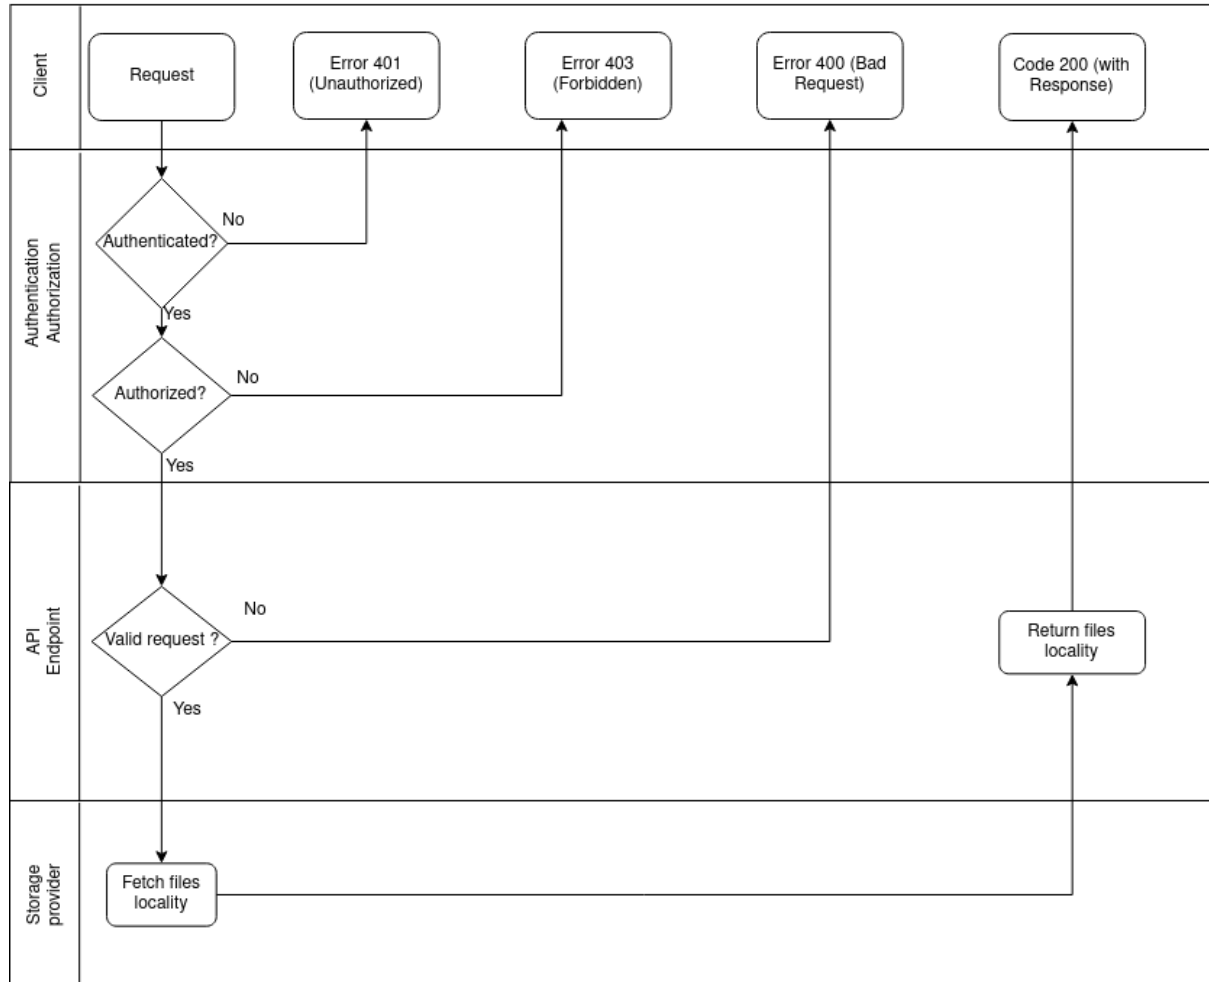 Client
Request
Error 401
(Unauthorized)
Error 403
(Forbidden)
Error 400 (Bad
Request)
Code 200 (with
Response)
Authentication
Authorization
Authenticated?
No
Yes
Authorized?
No
Yes
API
Endpoint
Valid request ?
No
Yes
Return files
locality
Storage
provider
Fetch files
locality